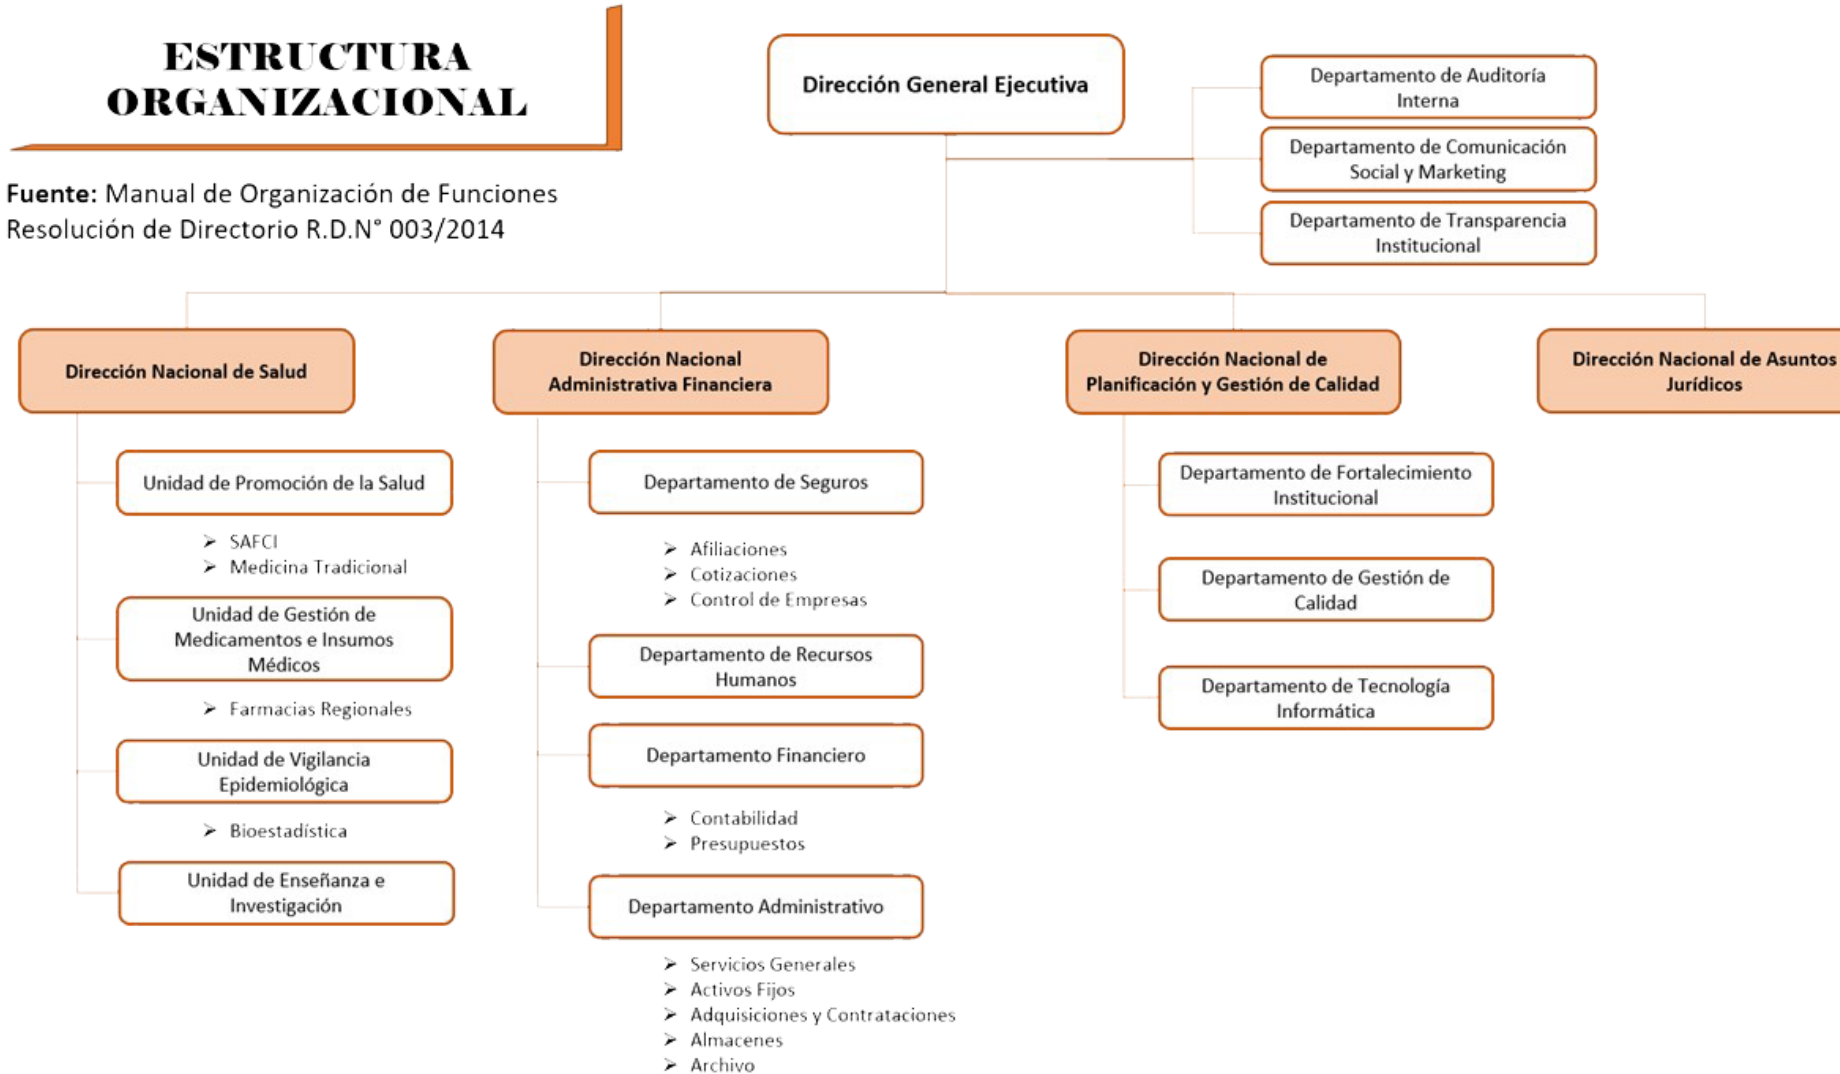 ESTRUCTURA
ORGANIZACIONAL
Fuente: Manual de Organización de Funciones
Resolución de Directorio R.D.N° 003/2014
Dirección General Ejecutiva
Departamento de Auditoría
Interna
Departamento de Comunicación
Social y Marketing
Departamento de Transparencia
Institucional
Dirección Nacional de Salud
Unidad de Promoción de la Salud
➢ SAFCI
➢ Medicina Tradicional
Unidad de Gestión de
Medicamentos e Insumos
Médicos
➢ Farmacias Regionales
Unidad de Vigilancia
Epidemiológica
➢ Bioestadística
Unidad de Enseñanza e
Investigación
Dirección Nacional
Administrativa Financiera
Departamento de Seguros
➢ Afiliaciones
➢ Cotizaciones
➢ Control de Empresas
Departamento de Recursos
Humanos
Departamento Financiero
➢ Contabilidad
➢ Presupuestos
Departamento Administrativo
➢ Servicios Generales
➢ Activos Fijos
➢ Adquisiciones y Contrataciones
➢ Almacenes
➢ Archivo
Dirección Nacional de
Planificación y Gestión de Calidad
Departamento de Fortalecimiento
Institucional
Departamento de Gestión de
Calidad
Departamento de Tecnología
Informática
Dirección Nacional de Asuntos
Jurídicos